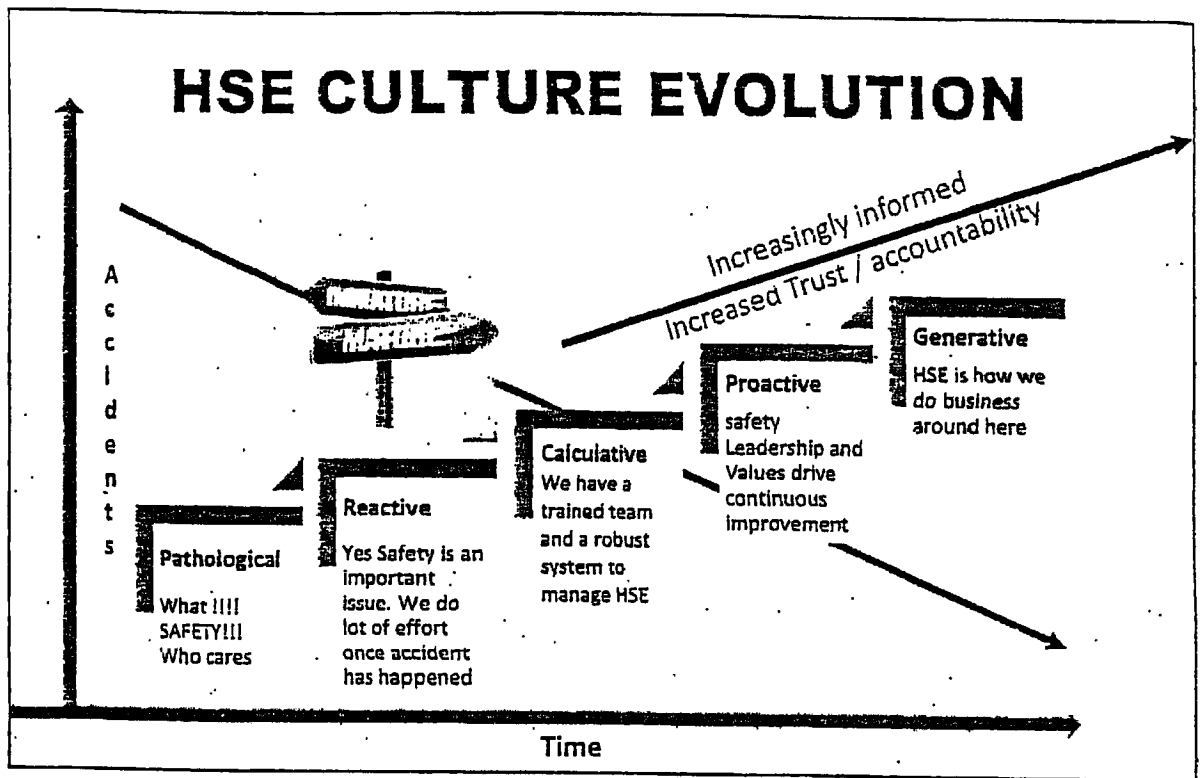 HSE CULTURE EVOLUTION
Increasingly informed
Increased Trust / accountability
Accidents
Generative
HSE is how we
do business
around here
Proactive
safety
Leadership and
Values drive
continuous
improvement
Calculative
We have a
trained team
and a robust
system to
manage HSE
Reactive
Yes Safety is an
important
issue. We do
lot of effort
once accident
has happened
Pathological
What !!!!
SAFETY!!!
Who cares
Time